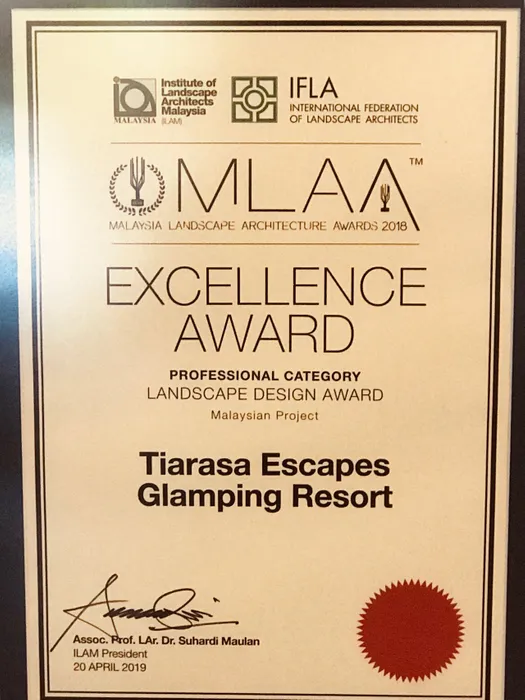 Institute of
Landscape
Architects
Malaysia
(ILAM)
MALAYSIA
IFLA
INTERNATIONAL FEDERATION
OF LANDSCAPE ARCHITECTS
MLAA™
MALAYSIA LANDSCAPE ARCHITECTURE AWARDS 2018
EXCELLENCE
AWARD
PROFESSIONAL CATEGORY
LANDSCAPE DESIGN AWARD
Malaysian Project
Tiarasa Escapes
Glamping Resort
Assoc. Prof. LAr. Dr. Suhardi Maulan
ILAM President
20 APRIL 2019